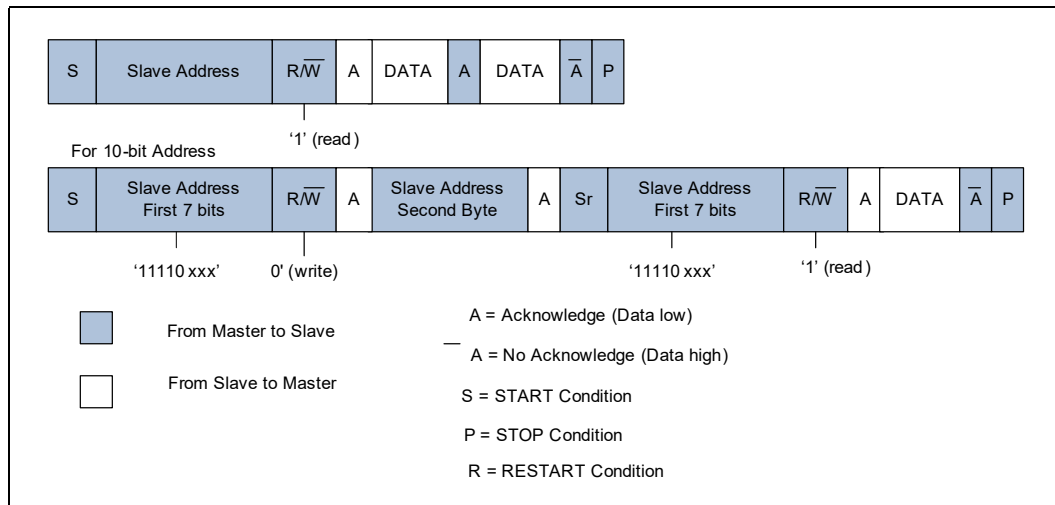 S Slave Address R/W̅ A DATA A DATA A̅ P
‘1’ (read)
For 10-bit Address
S Slave Address First 7 bits R/W̅ A Slave Address Second Byte A Sr Slave Address First 7 bits R/W̅ A DATA A̅ P
‘11110 xxx’ 0' (write) ‘11110 xxx’ ‘1’ (read)
A = Acknowledge (Data low)
From Master to Slave
A̅ = No Acknowledge (Data high)
From Slave to Master
S = START Condition
P = STOP Condition
R = RESTART Condition